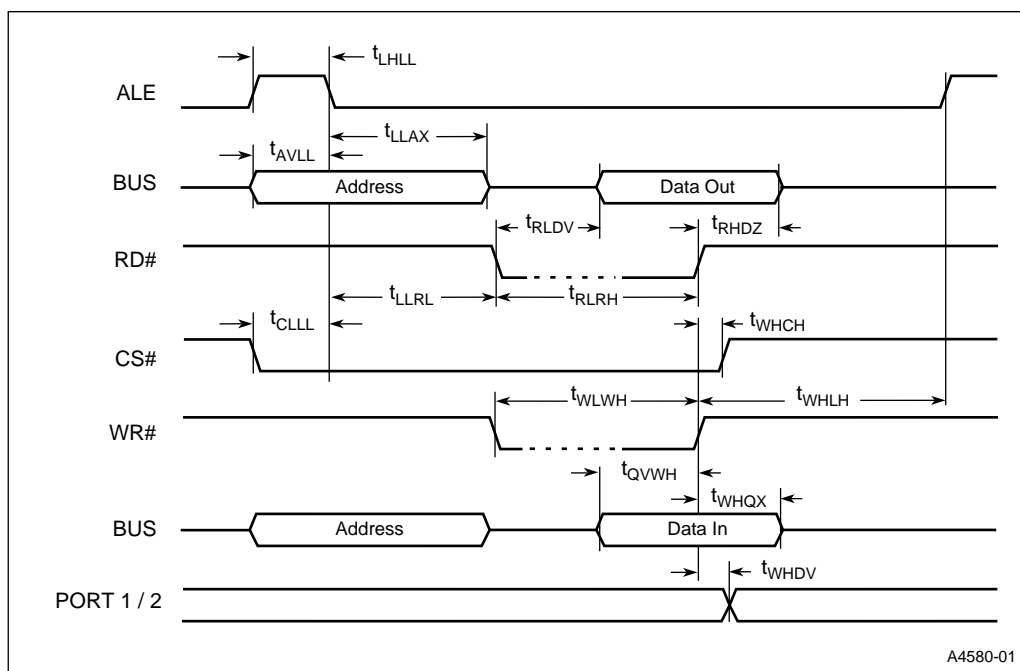 tLHLL
ALE
tLLAX
tAVLL
BUS
Address
Data Out
tRLDV
tRHDZ
RD#
tLLRL
tRLRH
tCLLL
tWHCH
CS#
tWLWH
tWHLH
WR#
tQVWH
tWHQX
BUS
Address
Data In
tWHDV
PORT 1 / 2
A4580-01